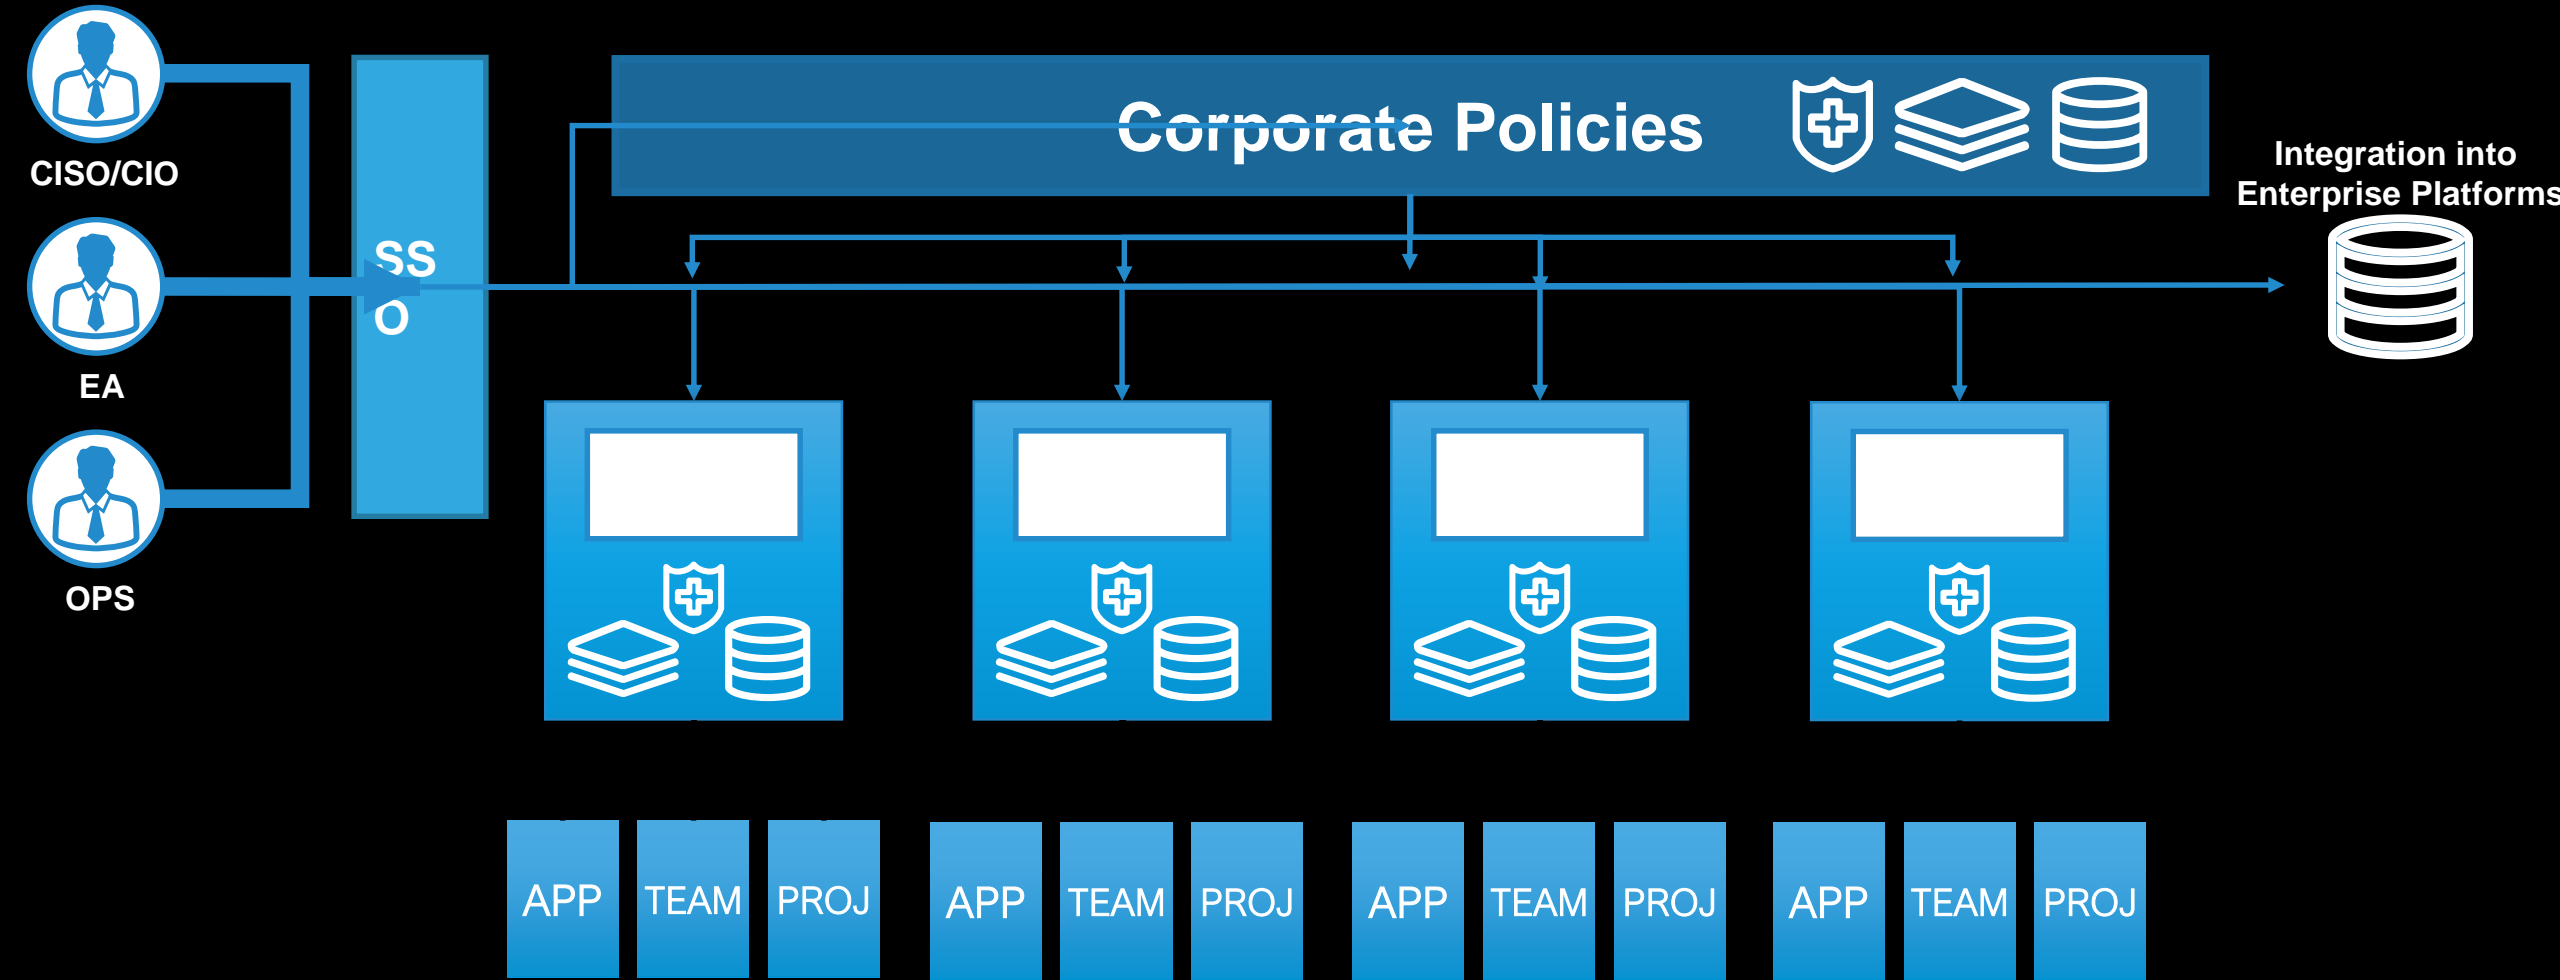 CISO/CIO
EA
OPS
SS
O
Corporate Policies
Integration into
Enterprise Platforms
APP
TEAM
PROJ
APP
TEAM
PROJ
APP
TEAM
PROJ
APP
TEAM
PROJ